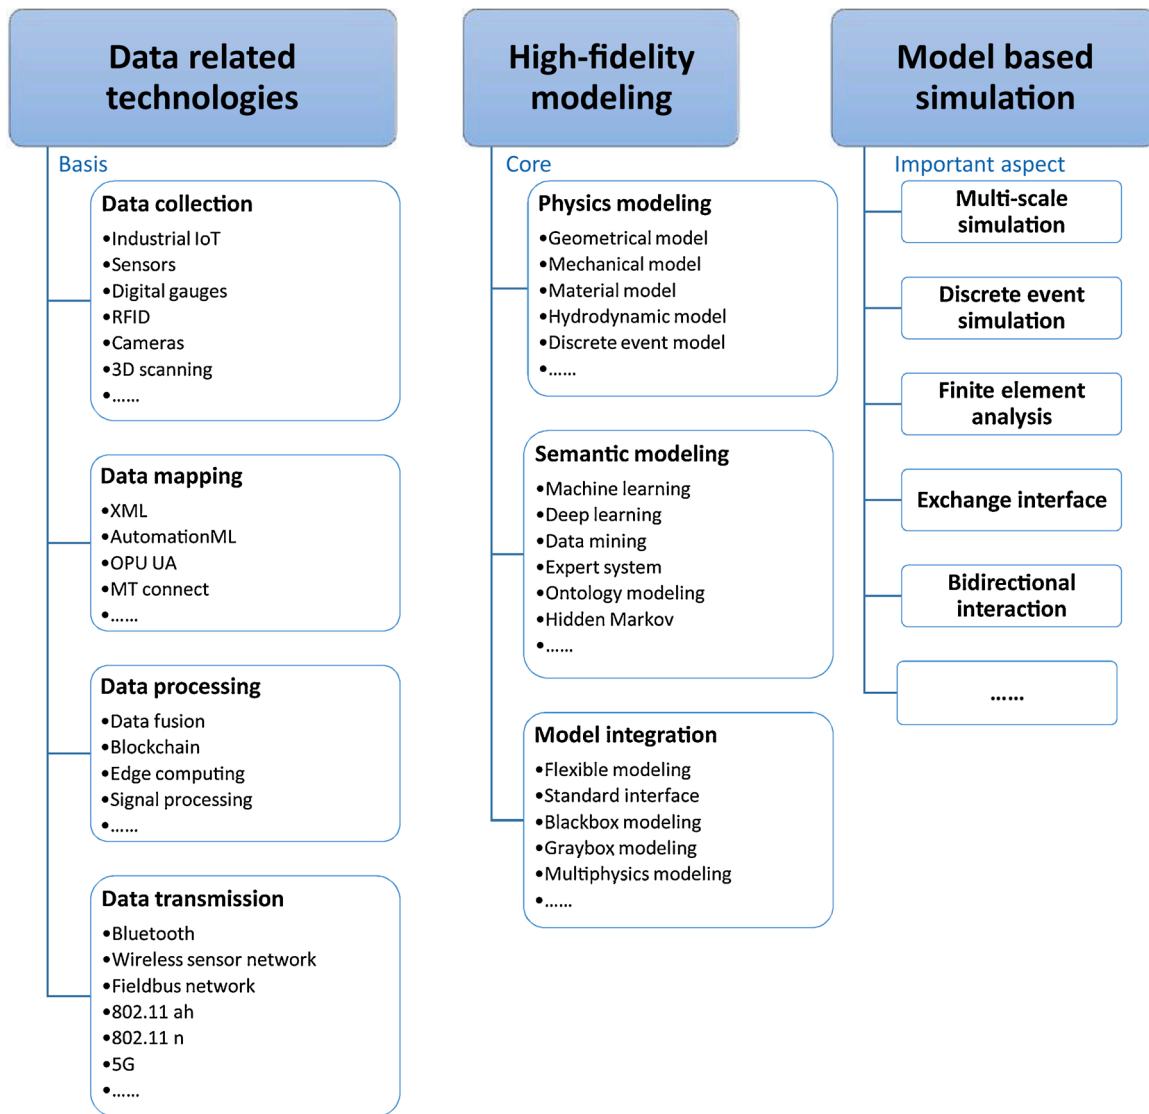 Data related
technologies
Basis
Data collection
•Industrial IoT
•Sensors
•Digital gauges
•RFID
•Cameras
•3D scanning
•......
Data mapping
•XML
•AutomationML
•OPU UA
•MT connect
•......
Data processing
•Data fusion
•Blockchain
•Edge computing
•Signal processing
•......
Data transmission
•Bluetooth
•Wireless sensor network
•Fieldbus network
•802.11 ah
•802.11 n
•5G
•......
High-fidelity
modeling
Core
Physics modeling
•Geometrical model
•Mechanical model
•Material model
•Hydrodynamic model
•Discrete event model
•......
Semantic modeling
•Machine learning
•Deep learning
•Data mining
•Expert system
•Ontology modeling
•Hidden Markov
•......
Model integration
•Flexible modeling
•Standard interface
•Blackbox modeling
•Graybox modeling
•Multiphysics modeling
•......
Model based
simulation
Important aspect
Multi-scale
simulation
Discrete event
simulation
Finite element
analysis
Exchange interface
Bidirectional
interaction
......